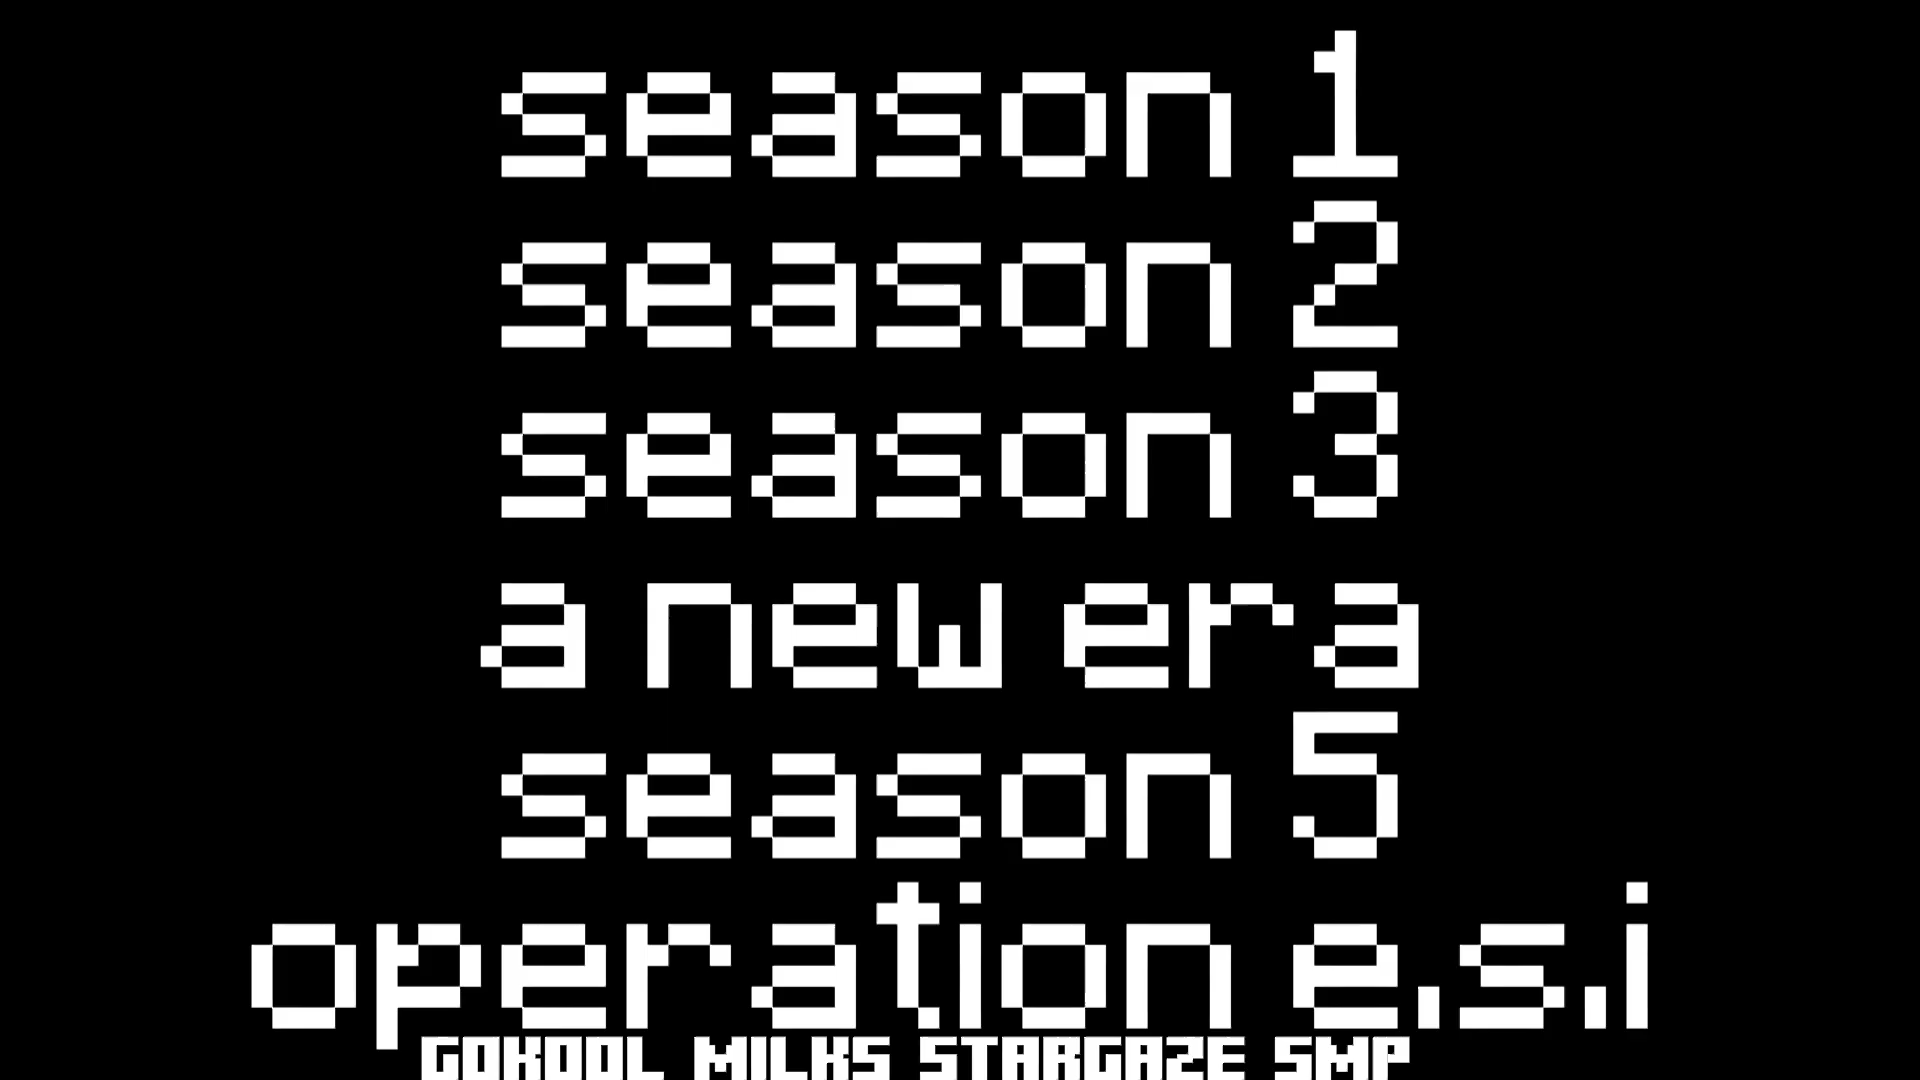 season 1
season 2
season 3
a new era
season 5
operation e.s.i
GOKOOL MILKS STARGAZE SMP